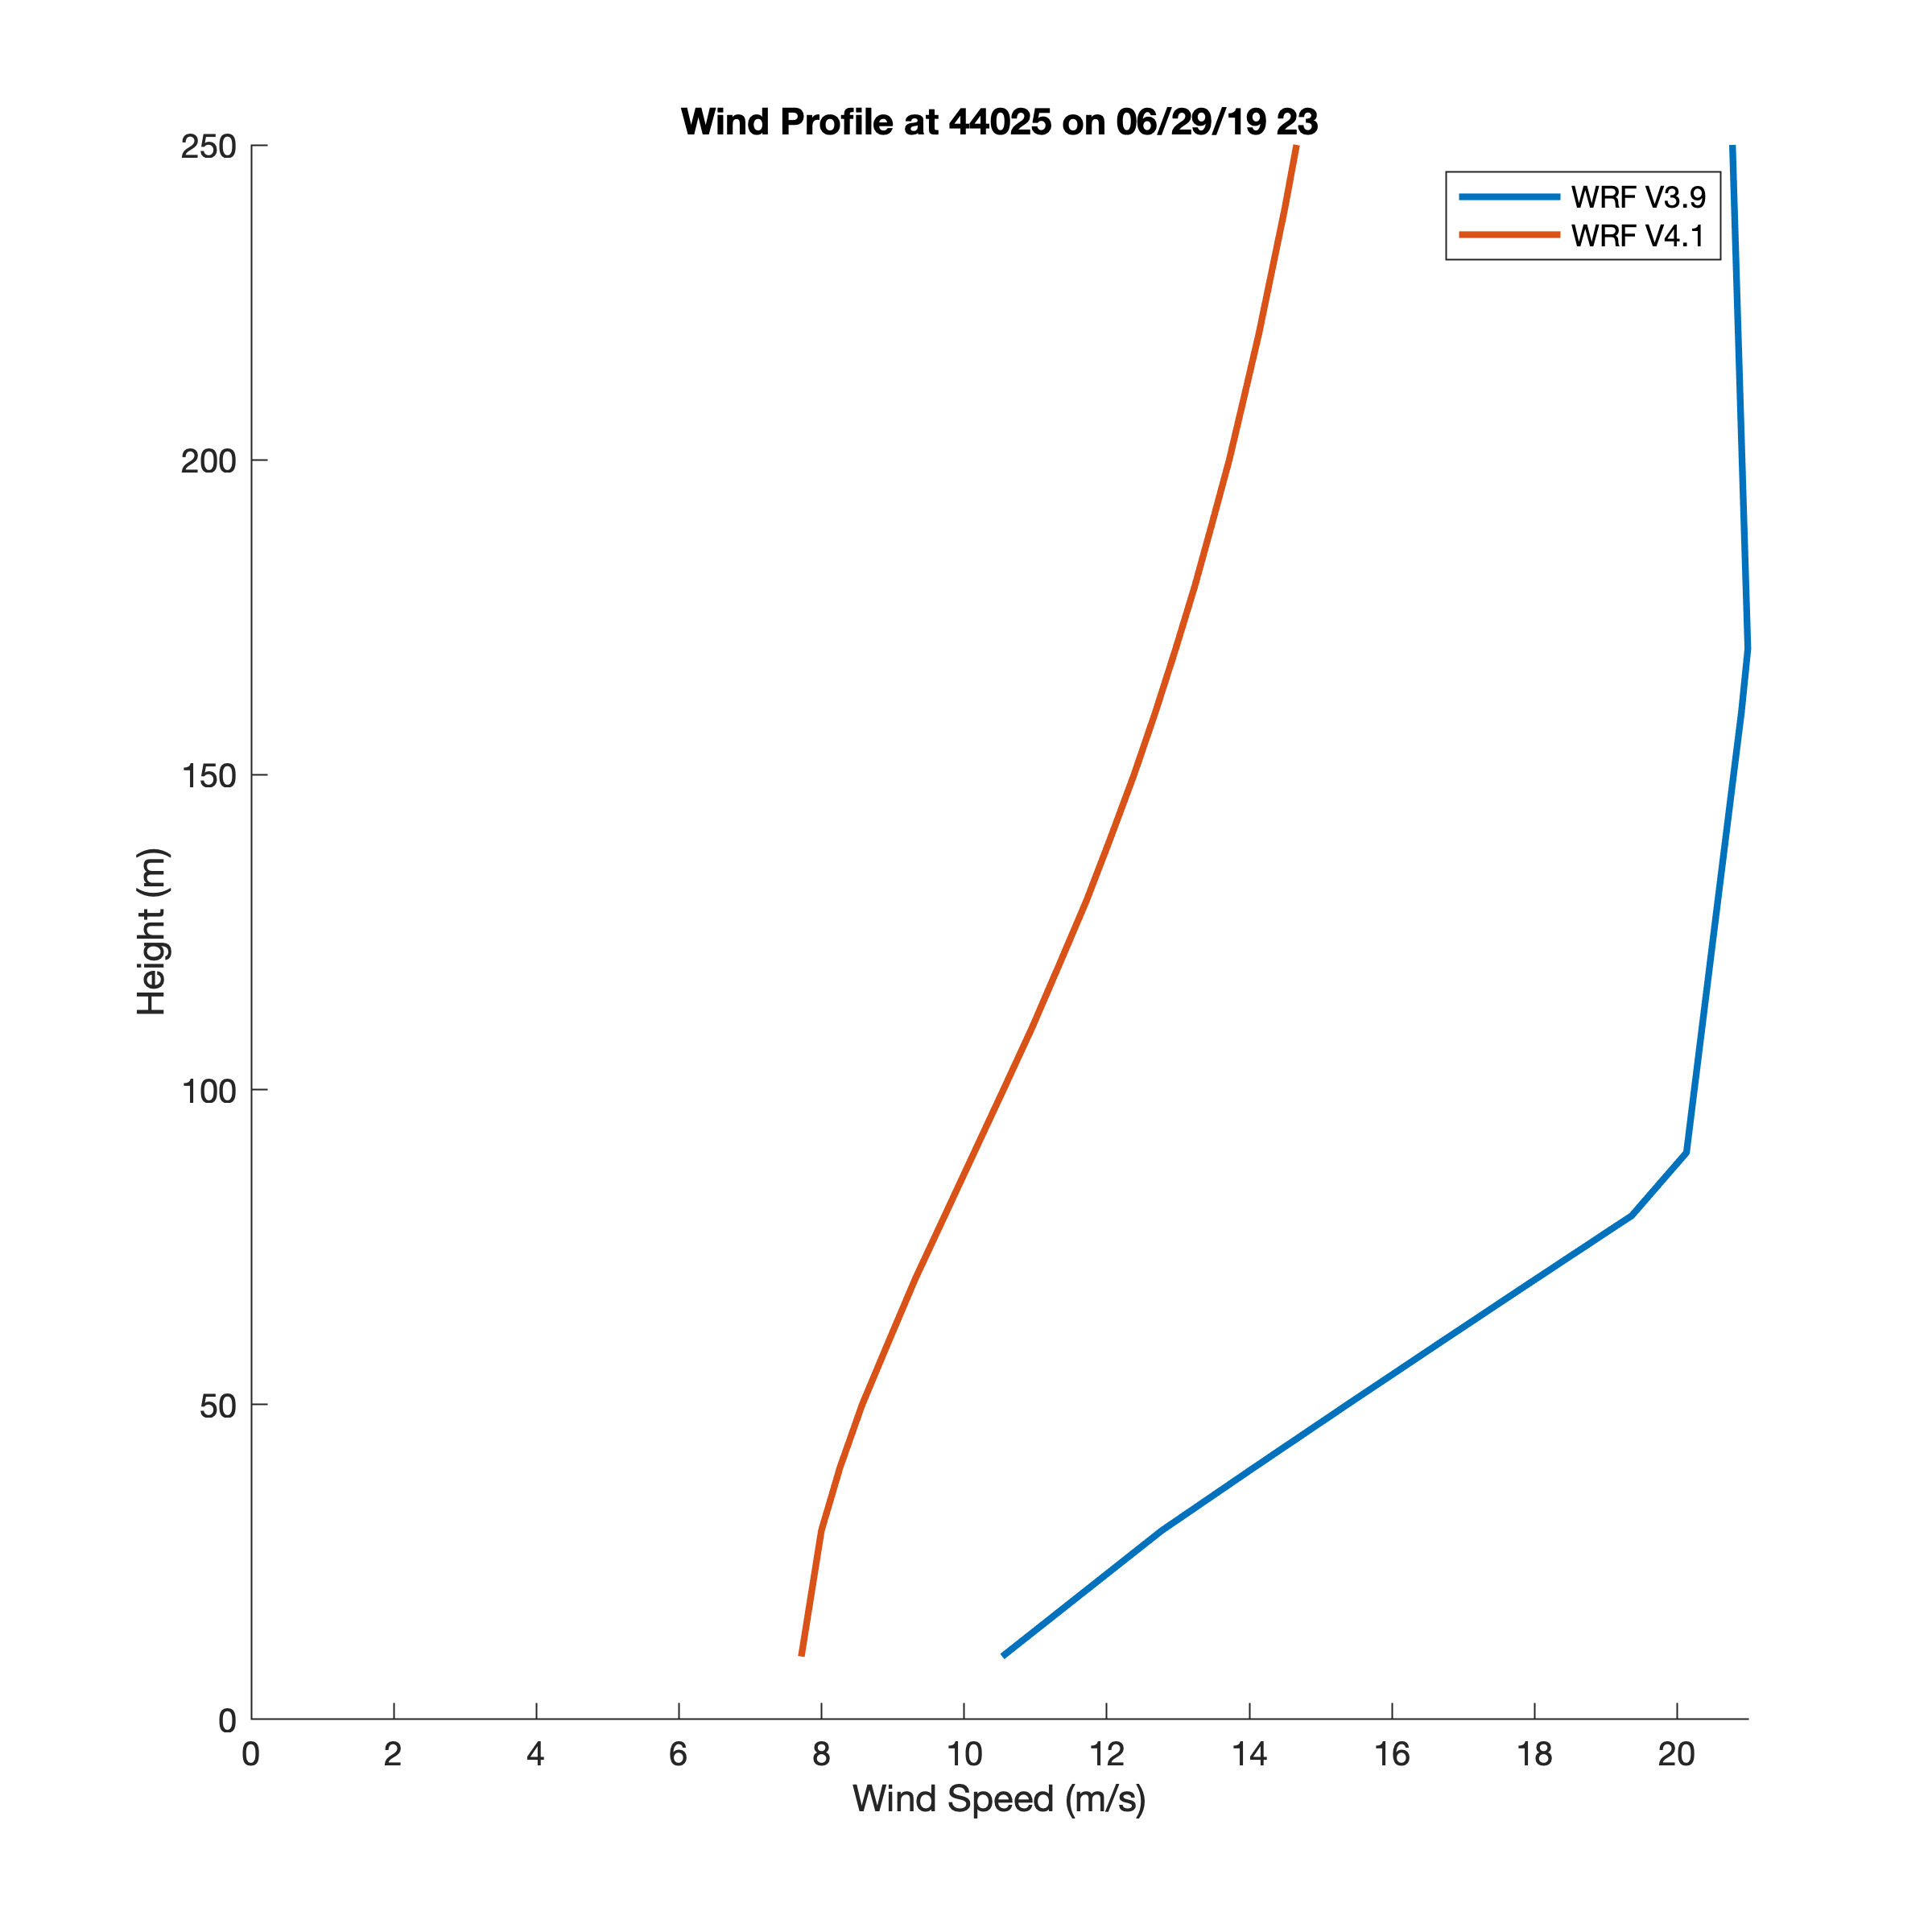 Wind Profile at 44025 on 06/29/19 23
WRF V3.9
WRF V4.1
250
200
150
100
50
0
Height (m)
0 2 4 6 8 10 12 14 16 18 20
Wind Speed (m/s)